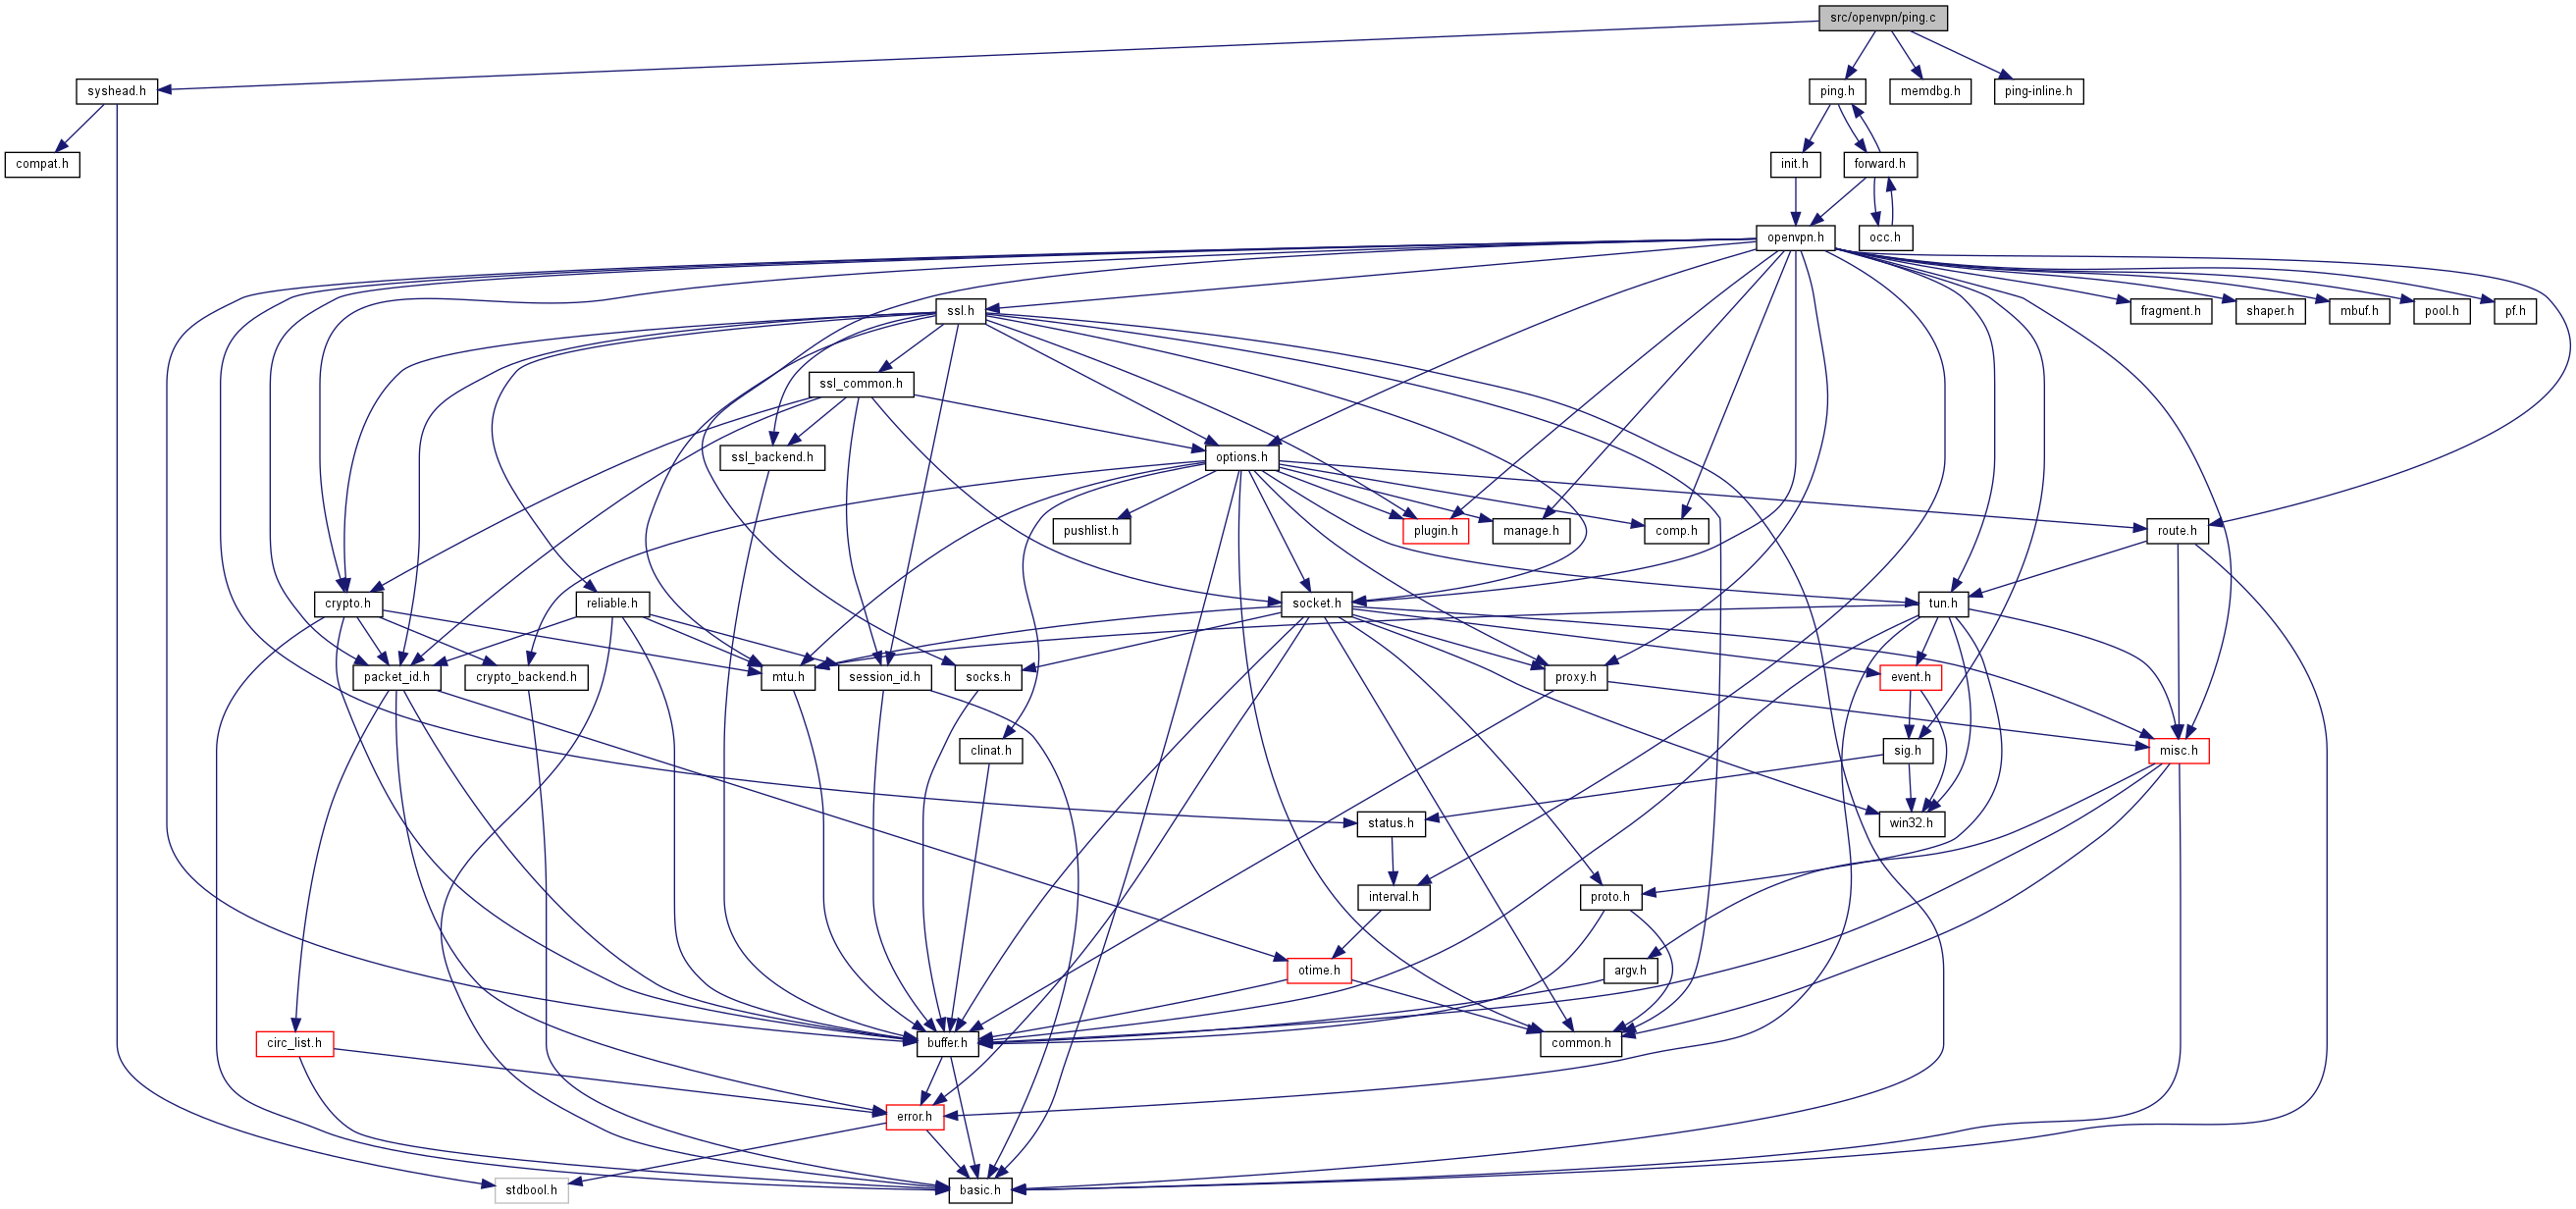 src/openvpn/ping.c
syshead.h
ping.h
memdbg.h
ping-inline.h
compat.h
init.h
forward.h
openvpn.h
occ.h
ssl.h
fragment.h
shaper.h
mbuf.h
pool.h
pf.h
ssl_common.h
ssl_backend.h
options.h
pushlist.h
plugin.h
manage.h
comp.h
route.h
crypto.h
reliable.h
socket.h
tun.h
packet_id.h
crypto_backend.h
mtu.h
session_id.h
socks.h
proxy.h
event.h
clinat.h
sig.h
misc.h
status.h
win32.h
interval.h
proto.h
otime.h
argv.h
circ_list.h
buffer.h
common.h
error.h
stdbool.h
basic.h